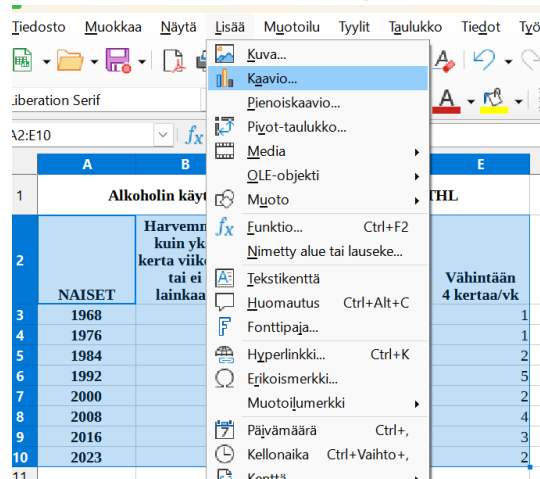 Tiedosto Muokkaa Näytä Lisää Muotoilu Tyylit Taulukko Tiedot
Liberation Serif
A2:E10
A B E
1 Alkoholin THL
2 NAISET
kuin
kerta
tai ei
lainkaa
Vähintään
4 kertaa/vk
3 1968 1
4 1976 1
5 1984 2
6 1992 5
7 2000 2
8 2008 4
9 2016 3
10 2023 2
11
Kuva...
Kaavio...
Pienoiskaavio...
Pivot-taulukko...
Media
OLE-objekti
Muoto
Funktio... Ctrl+F2
Nimetty alue tai lauseke...
Tekstikenttä
Huomautus Ctrl+Alt+C
Fonttipaja...
Hyperlinkki... Ctrl+K
Erikoismerkki...
Muotoilumerkki
Päivämäärä Ctrl+,
Kellonaika Ctrl+Vaihto+,
Kenttä